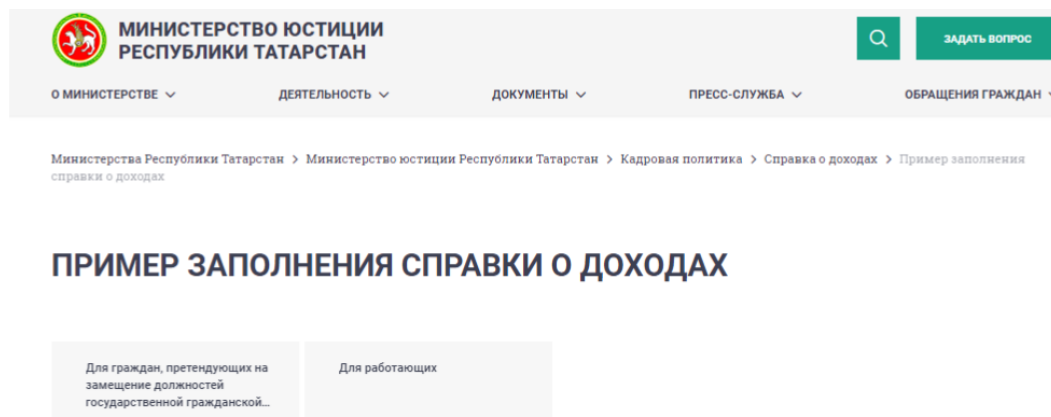 МИНИСТЕРСТВО ЮСТИЦИИ
РЕСПУБЛИКИ ТАТАРСТАН
ЗАДАТЬ ВОПРОС
О МИНИСТЕРСТВЕ
ДЕЯТЕЛЬНОСТЬ
ДОКУМЕНТЫ
ПРЕСС-СЛУЖБА
ОБРАЩЕНИЯ ГРАЖДАН
Министерства Республики Татарстан > Министерство юстиции Республики Татарстан > Кадровая политика > Справка о доходах > Пример заполнения
справки о доходах
ПРИМЕР ЗАПОЛНЕНИЯ СПРАВКИ О ДОХОДАХ
Для граждан, претендующих на
замещение должностей
государственной гражданской...
Для работающих